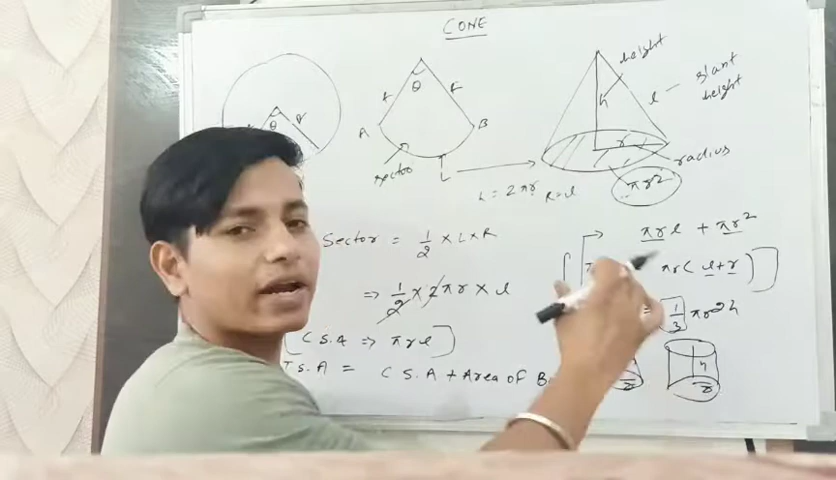 CONE
θ
r
θ
r
r
A
B
sector
L
L = 2πr R = l
height
h
l
slant
height
r
radius
πr²
Sector = 1/2 × L × R
⇒ 1/2 × 2πr × l
C S.A ⇒ πrl
T.S.A = C S.A + Area of B
πrl + πr²
πr( l+r )
= 1/3 πr²h
h
r
r